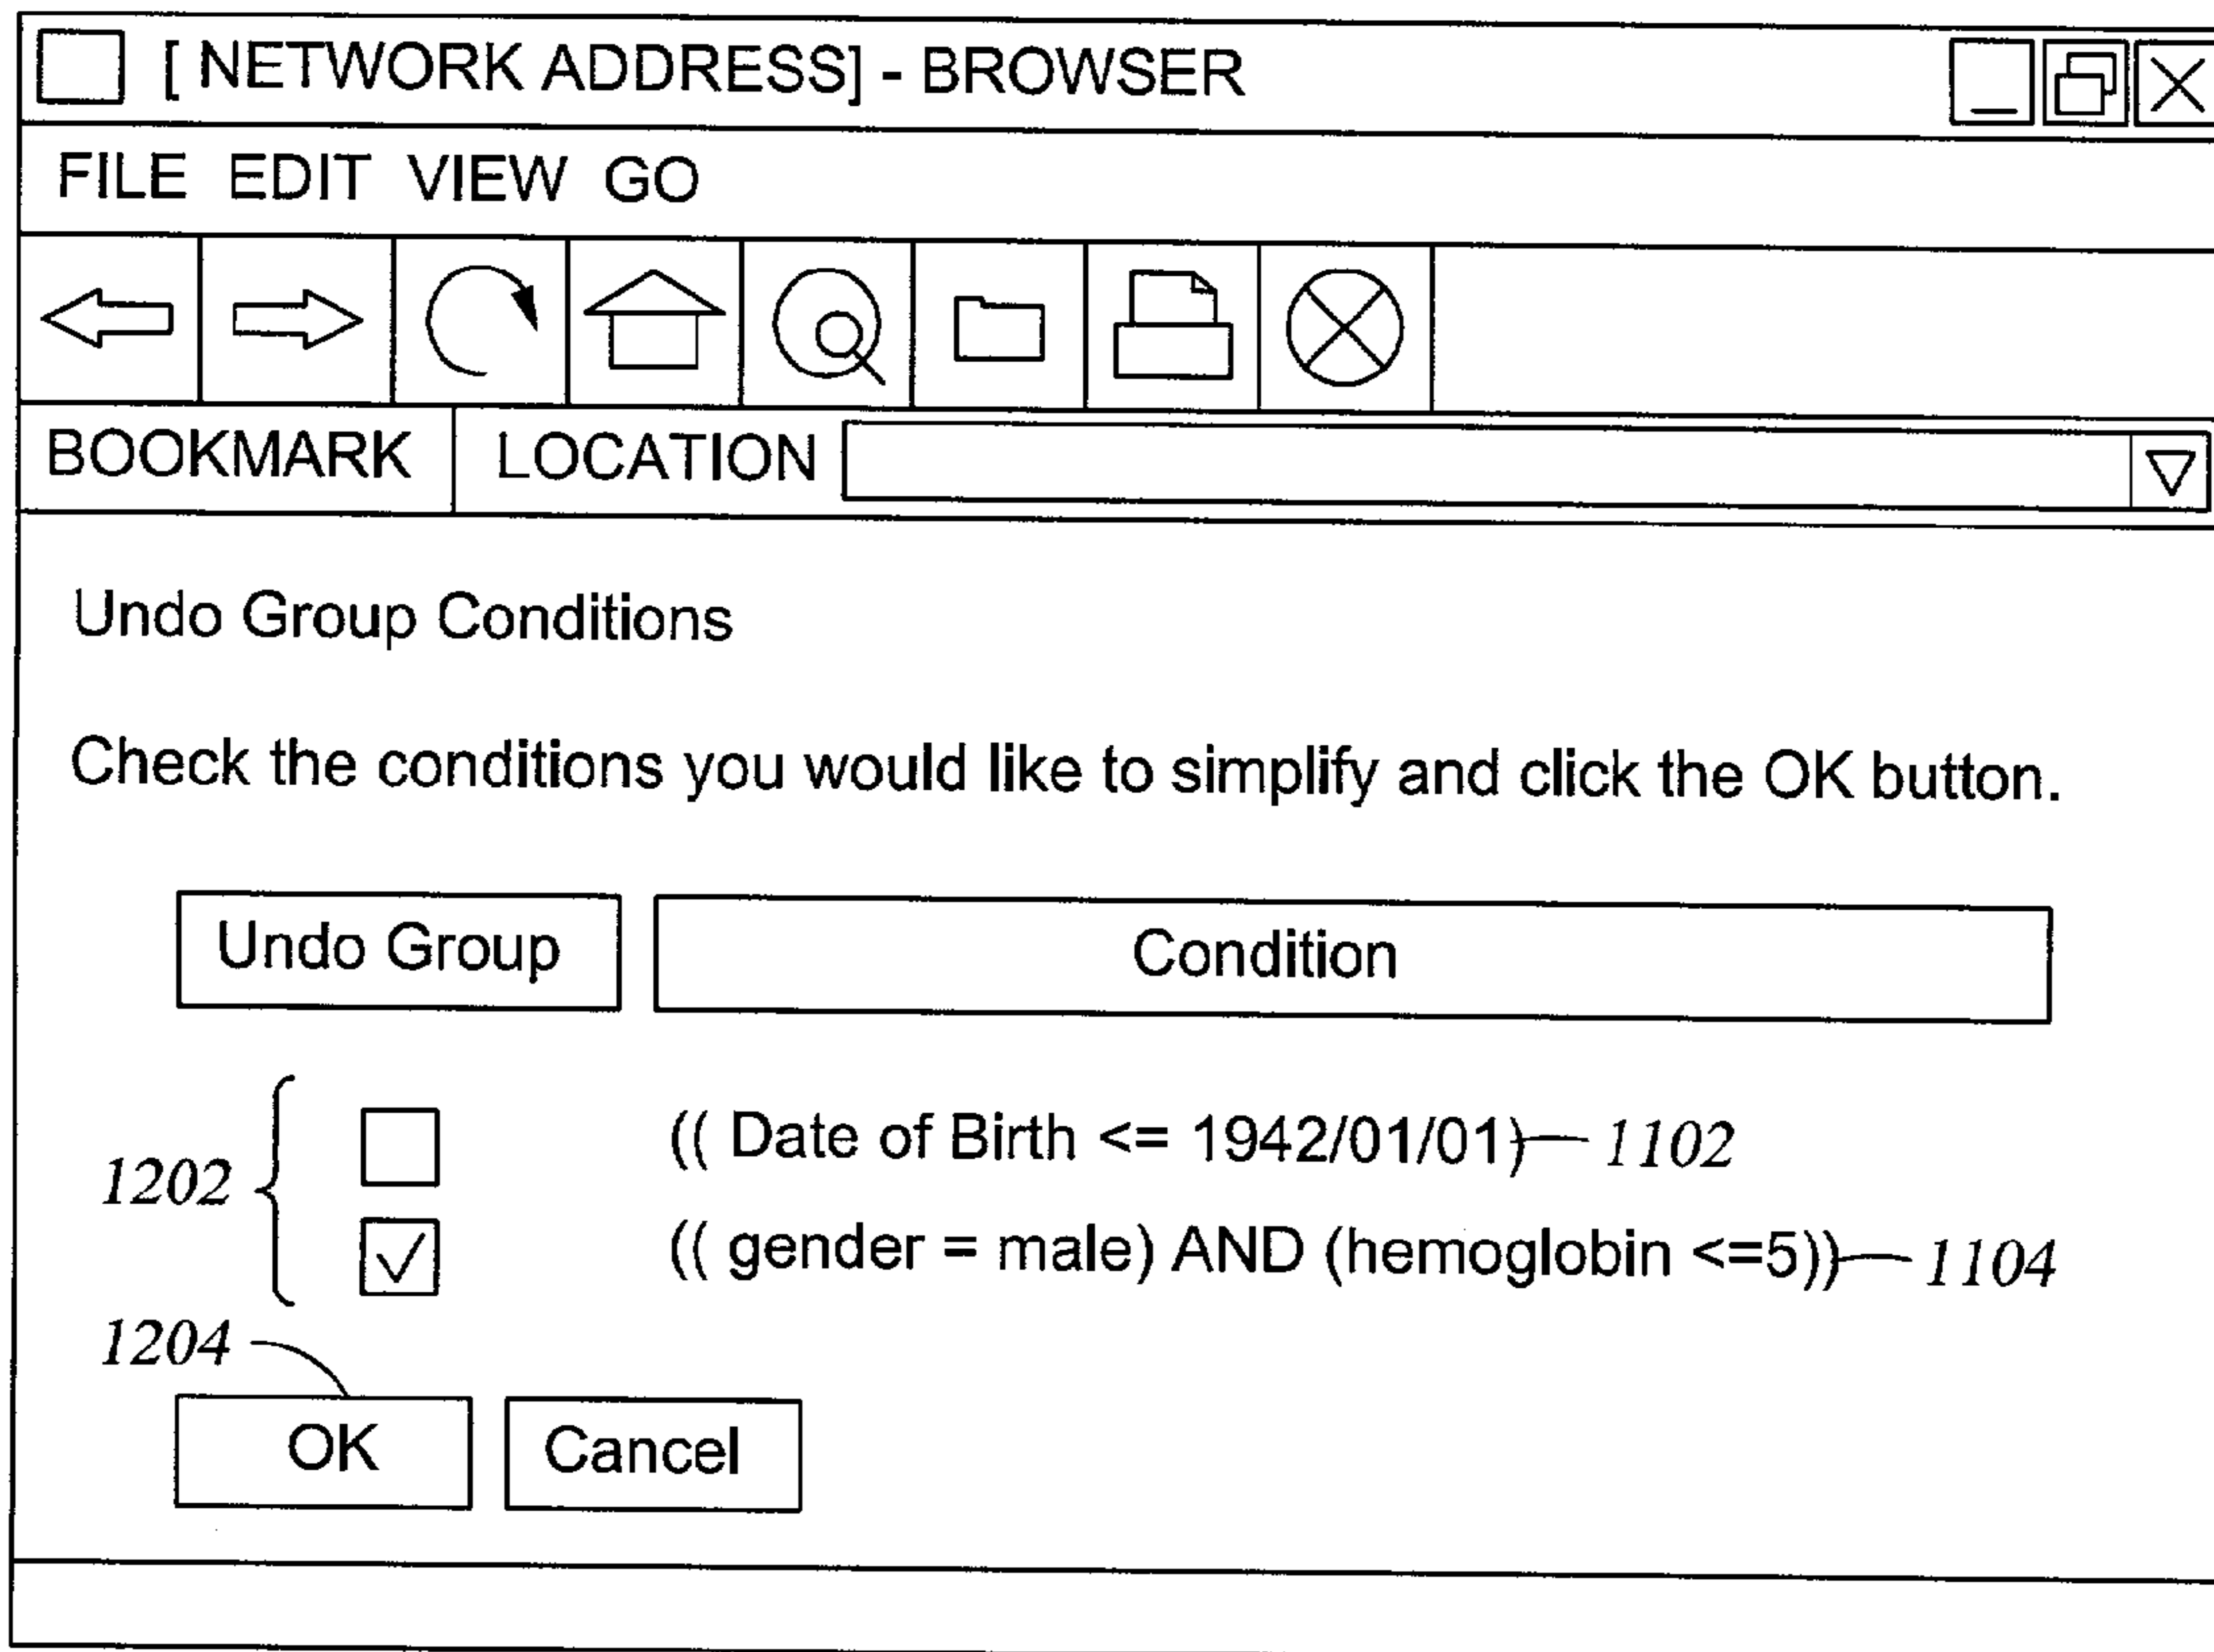 [ NETWORK ADDRESS] - BROWSER
FILE EDIT VIEW GO
BOOKMARK LOCATION
Undo Group Conditions
Check the conditions you would like to simplify and click the OK button.
Undo Group Condition
(( Date of Birth <= 1942/01/01) 1102
1202
(( gender = male) AND (hemoglobin <=5)) 1104
1204
OK Cancel